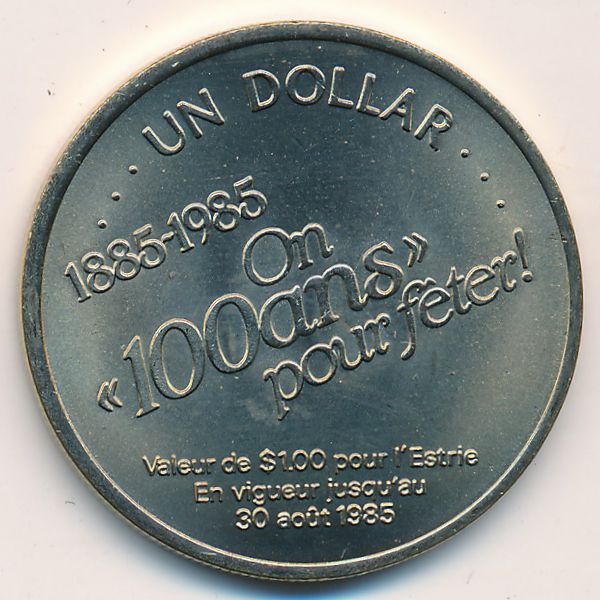 UN DOLLAR
1885-1985
On
«100ans»
pour fêter!
Valeur de $1.00 pour l'Estrie
En vigueur jusqu'au
30 août 1985